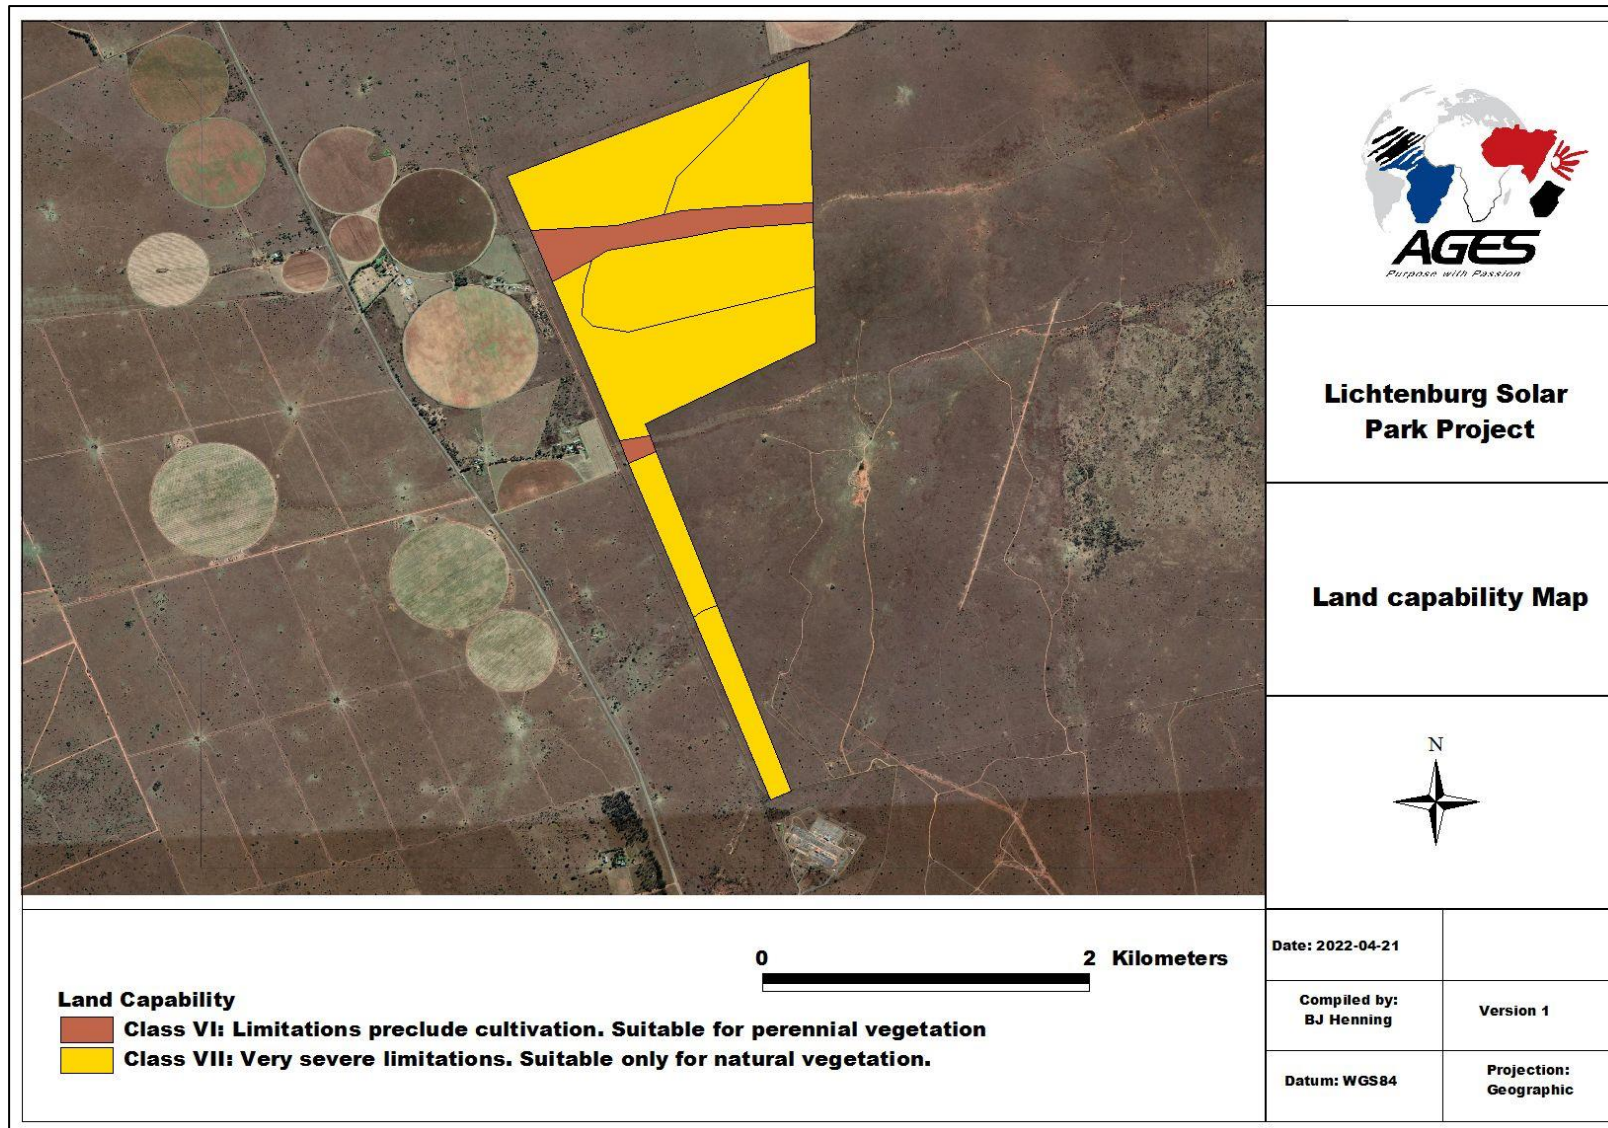 AGES
Purpose with Passion
Lichtenburg Solar
Park Project
Land capability Map
N
0 2 Kilometers
Land Capability
Class VI: Limitations preclude cultivation. Suitable for perennial vegetation
Class VII: Very severe limitations. Suitable only for natural vegetation.
Date: 2022-04-21
Compiled by:
BJ Henning
Version 1
Datum: WGS84
Projection:
Geographic